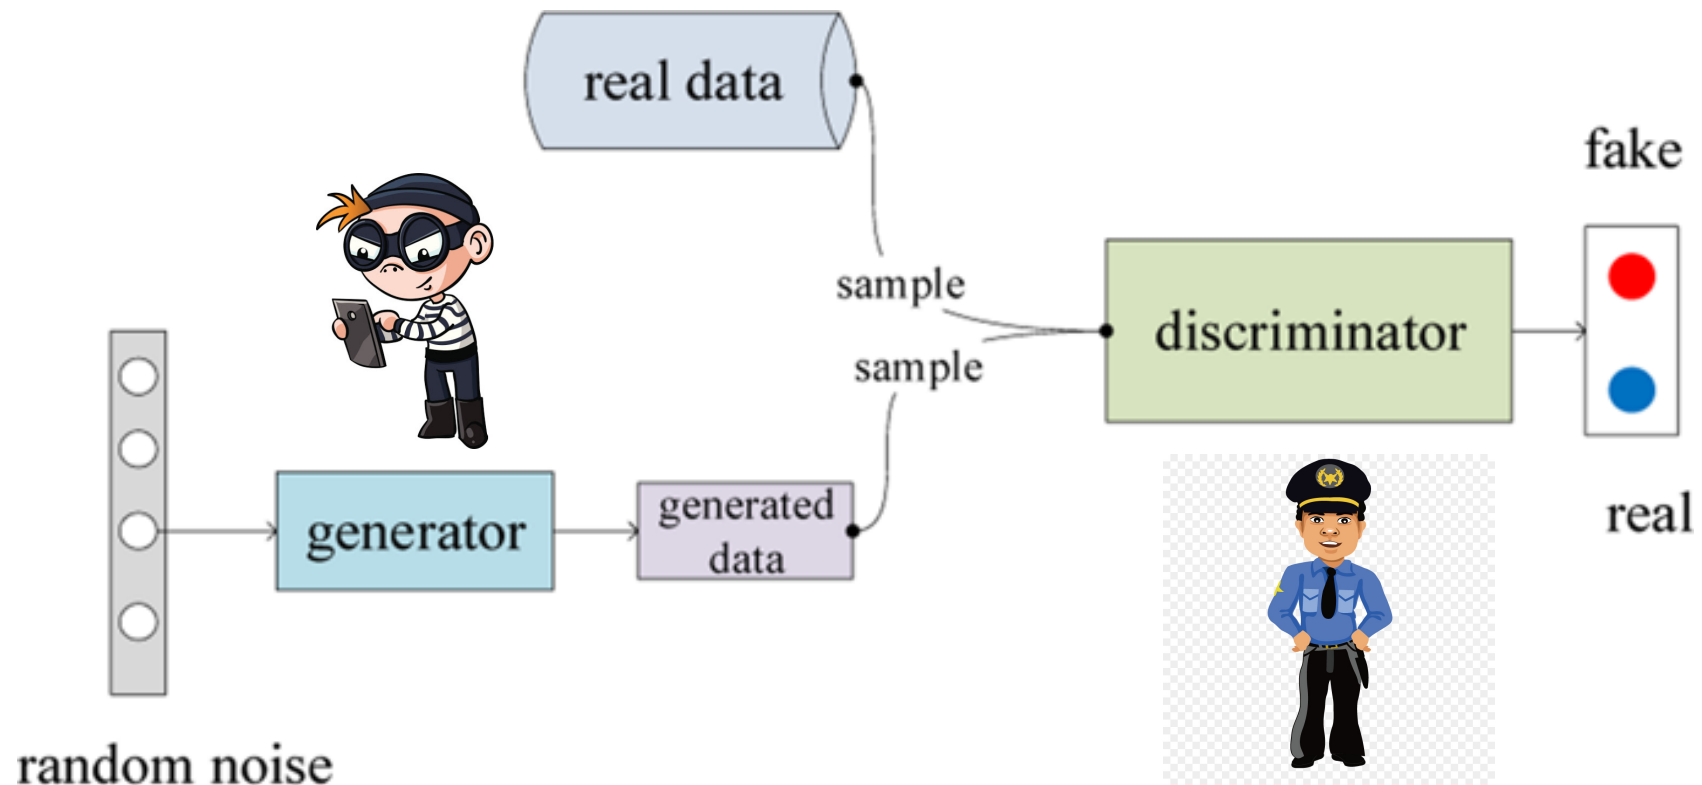 real data
fake
sample
discriminator
sample
generated
data
generator
real
random noise